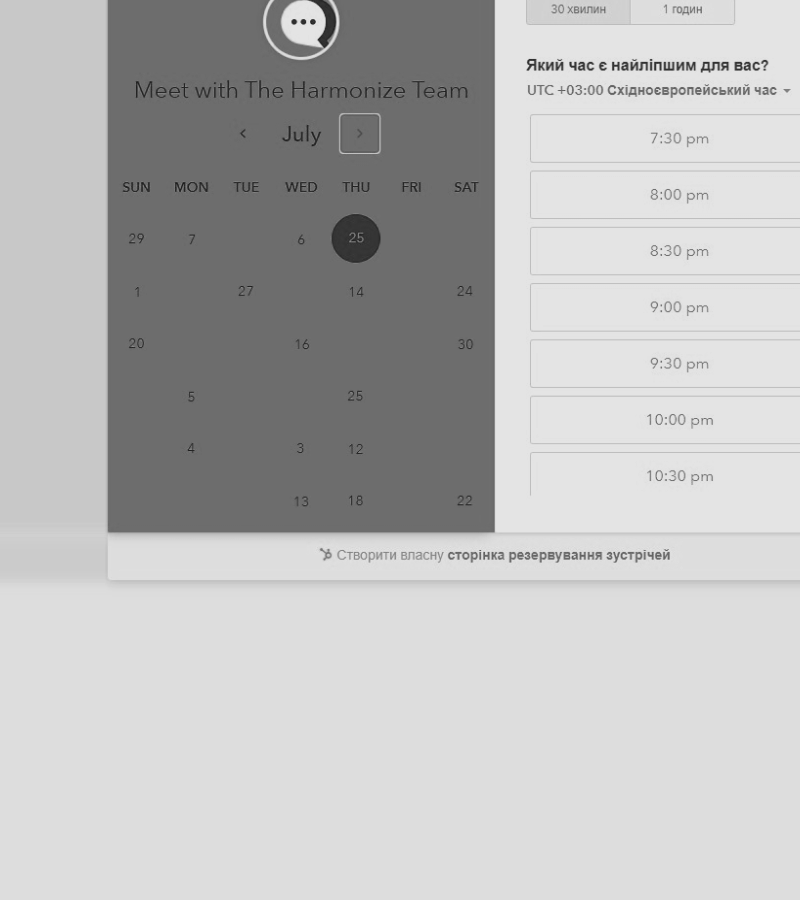 Meet with The Harmonize Team
July
SUN MON TUE WED THU FRI SAT
29 7 6 25
1 27 14 24
20 16 30
5 25
4 3 12
13 18 22
30 хвилин 1 годин
Який час є найліпшим для вас?
UTC +03:00 Східноєвропейський час
7:30 pm
8:00 pm
8:30 pm
9:00 pm
9:30 pm
10:00 pm
10:30 pm
Створити власну сторінка резервування зустрічей